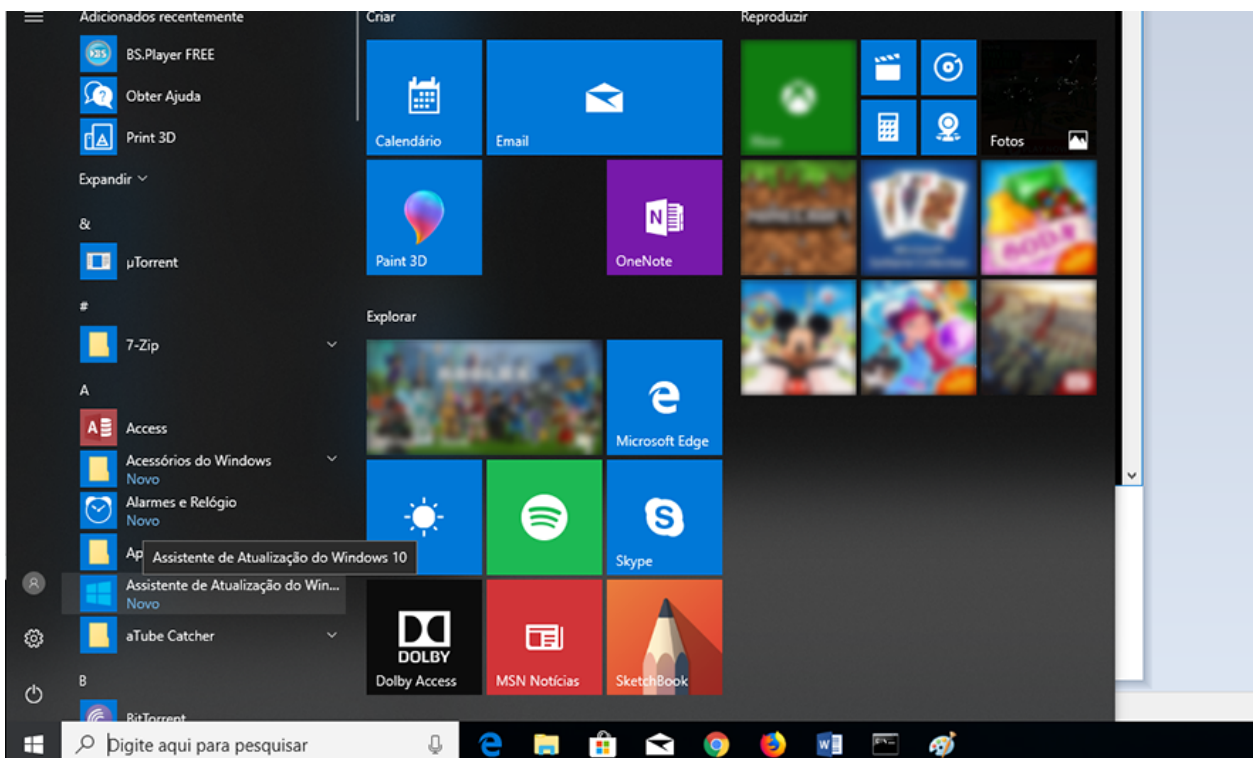 Adicionados recentemente
BS.Player FREE
Obter Ajuda
Print 3D
Expandir
&
µTorrent
#
7-Zip
A
Access
Acessórios do Windows
Novo
Alarmes e Relógio
Novo
Ap
Assistente de Atualização do Windows 10
Assistente de Atualização do Win...
Novo
aTube Catcher
B
BitTorrent
Criar
Calendário
Email
Paint 3D
OneNote
Explorar
Microsoft Edge
Skype
DOLBY
Dolby Access
MSN Notícias
SketchBook
Reproduzir
Fotos
Digite aqui para pesquisar